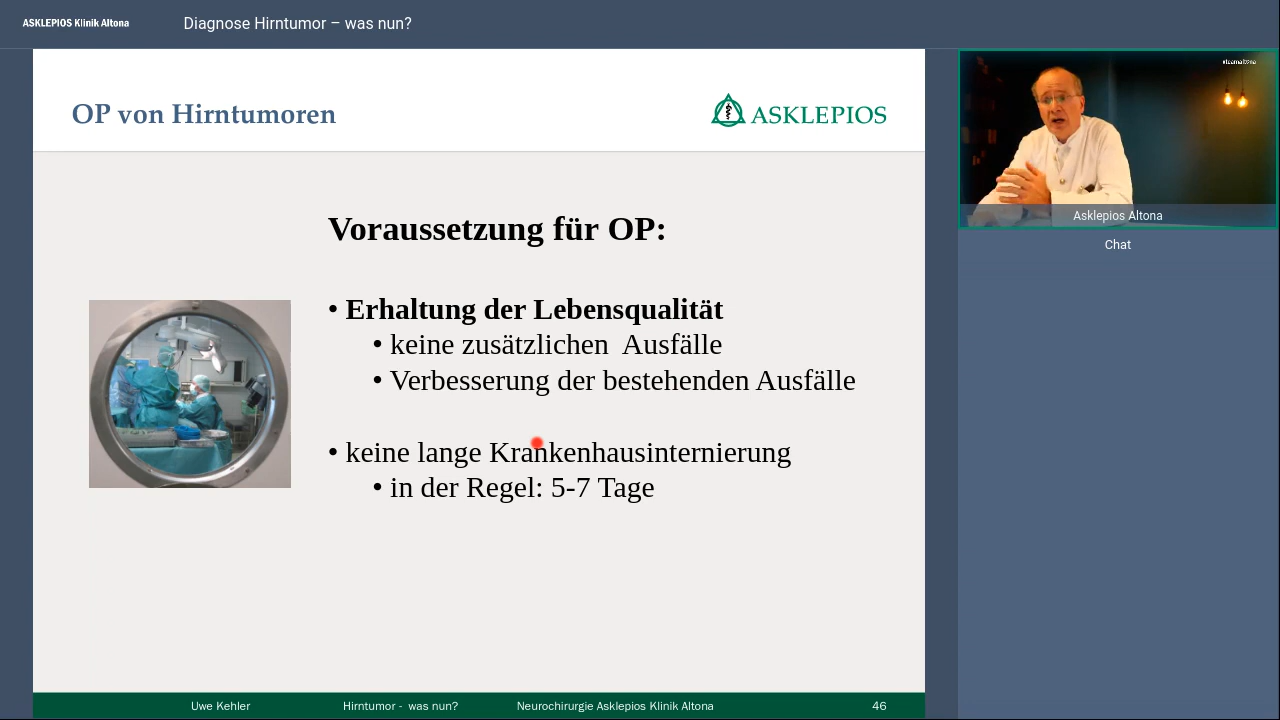 ASKLEPIOS Klinik Altona
Diagnose Hirntumor – was nun?
OP von Hirntumoren
ASKLEPIOS
Voraussetzung für OP:
• Erhaltung der Lebensqualität
• keine zusätzlichen Ausfälle
• Verbesserung der bestehenden Ausfälle
• keine lange Krankenhausinternierung
• in der Regel: 5-7 Tage
Uwe Kehler
Hirntumor - was nun?
Neurochirurgie Asklepios Klinik Altona
46
Asklepios Altona
Chat